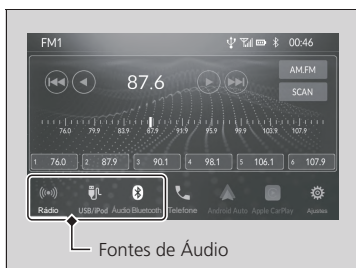 FM1 00:46
87.6
AM.FM
SCAN
76.0 79.9 83.9 87.9 91.9 95.9 99.9 103.9 107.9
1 76.0 2 87.9 3 90.1 4 98.1 5 106.1 6 107.9
Rádio USB/iPod Áudio Bluetooth Telefone Android Auto Apple CarPlay Ajustes
Fontes de Áudio